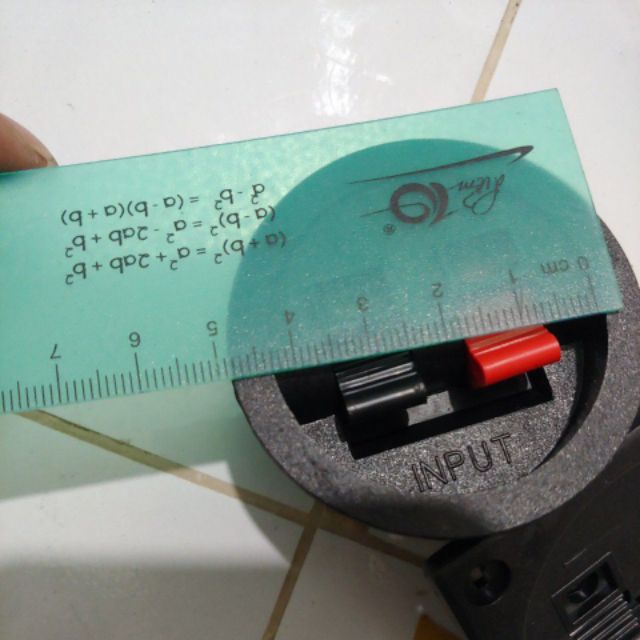 0 cm 1 2 3 4 5 6 7
(a + b)² = a² + 2ab + b²
(a - b)² = a² - 2ab + b²
a² - b² = (a - b)(a + b)
INPUT